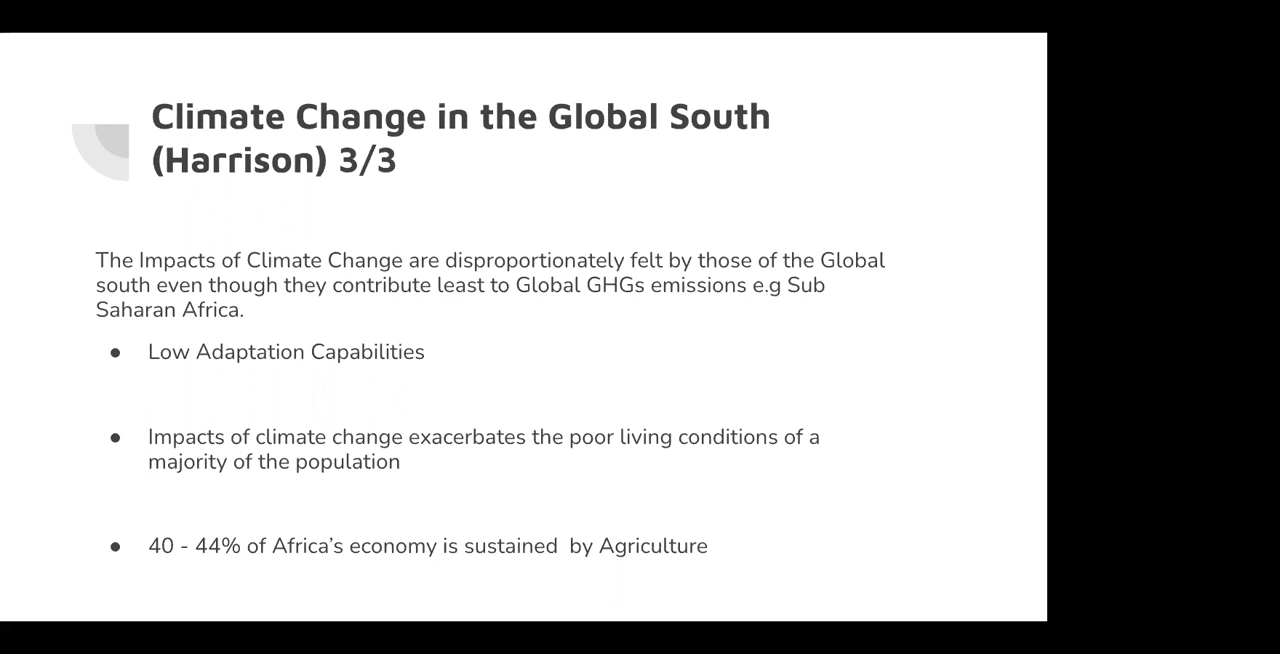 Climate Change in the Global South
(Harrison) 3/3
The Impacts of Climate Change are disproportionately felt by those of the Global
south even though they contribute least to Global GHGs emissions e.g Sub
Saharan Africa.
● Low Adaptation Capabilities
● Impacts of climate change exacerbates the poor living conditions of a
majority of the population
● 40 - 44% of Africa’s economy is sustained  by Agriculture